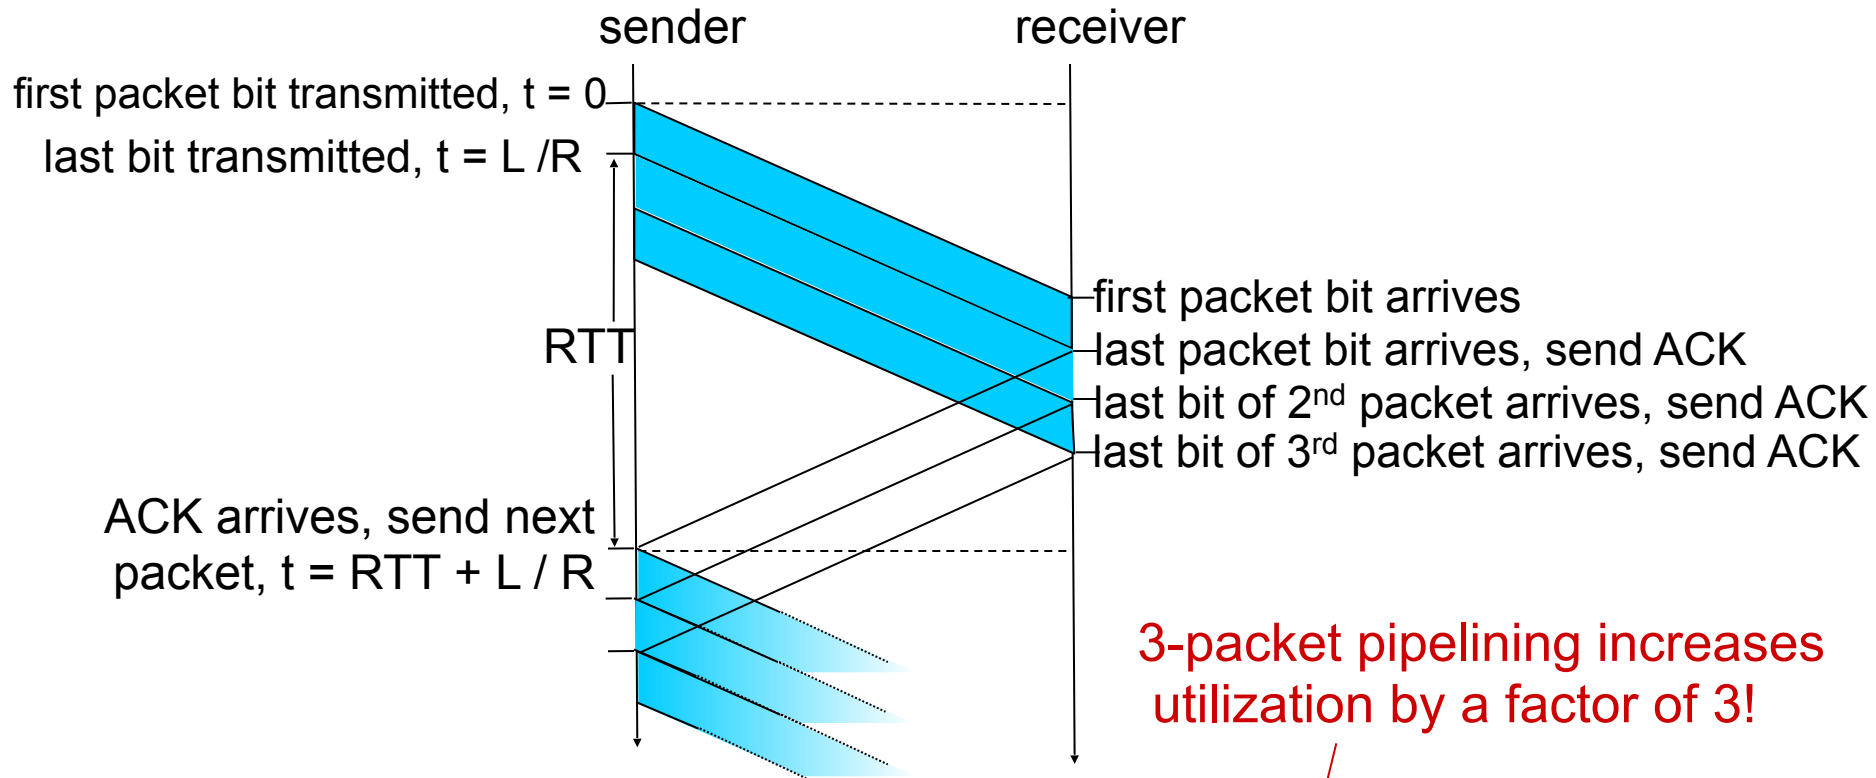 sender
receiver
first packet bit transmitted, t = 0
last bit transmitted, t = L /R
RTT
first packet bit arrives
last packet bit arrives, send ACK
last bit of 2nd packet arrives, send ACK
last bit of 3rd packet arrives, send ACK
ACK arrives, send next
packet, t = RTT + L / R
3-packet pipelining increases
utilization by a factor of 3!